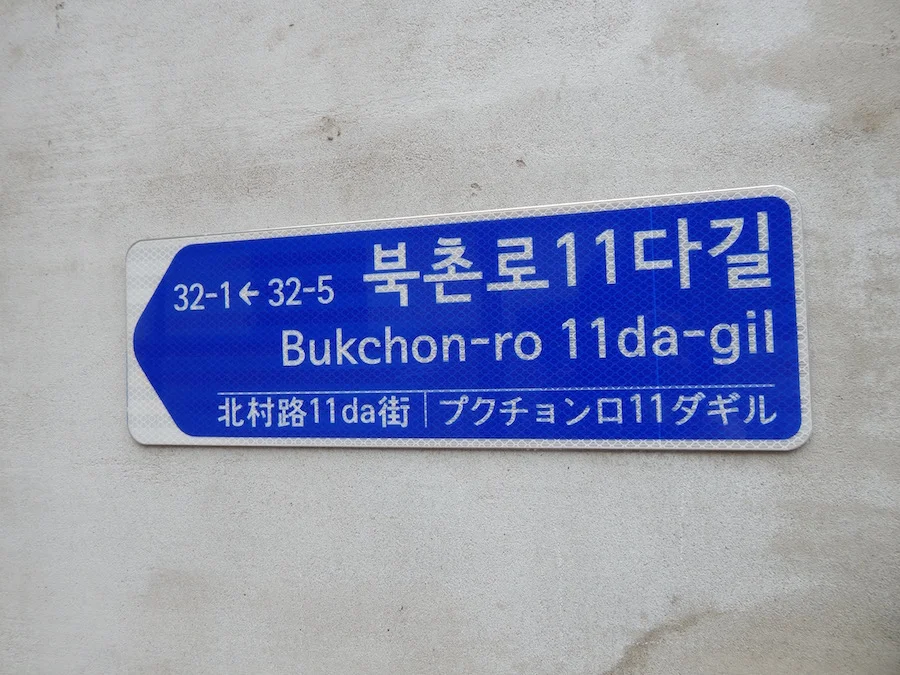 32-1 ← 32-5 북촌로11다길
Bukchon-ro 11da-gil
北村路11da街 | プクチョンロ11ダギル